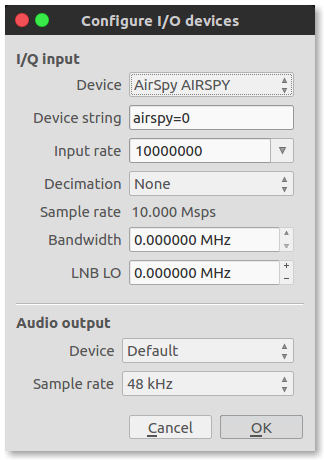 Configure I/O devices
I/Q input
Device AirSpy AIRSPY
Device string airspy=0
Input rate 10000000
Decimation None
Sample rate 10.000 Msps
Bandwidth 0.000000 MHz
LNB LO 0.000000 MHz
Audio output
Device Default
Sample rate 48 kHz
Cancel OK